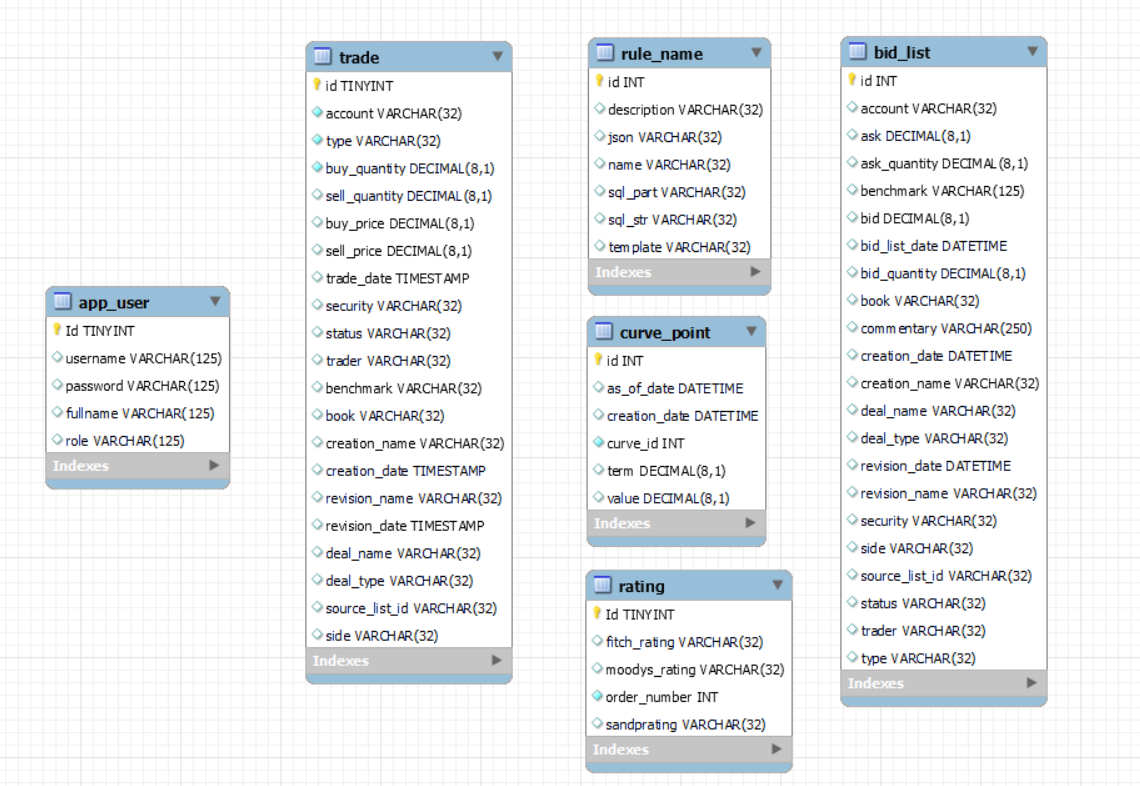 trade
id TINYINT
account VARCHAR(32)
type VARCHAR(32)
buy_quantity DECIMAL(8,1)
sell_quantity DECIMAL(8,1)
buy_price DECIMAL(8,1)
sell_price DECIMAL(8,1)
trade_date TIMESTAMP
security VARCHAR(32)
status VARCHAR(32)
trader VARCHAR(32)
benchmark VARCHAR(32)
book VARCHAR(32)
creation_name VARCHAR(32)
creation_date TIMESTAMP
revision_name VARCHAR(32)
revision_date TIMESTAMP
deal_name VARCHAR(32)
deal_type VARCHAR(32)
source_list_id VARCHAR(32)
side VARCHAR(32)
Indexes
rule_name
id INT
description VARCHAR(32)
json VARCHAR(32)
name VARCHAR(32)
sql_part VARCHAR(32)
sql_str VARCHAR(32)
template VARCHAR(32)
Indexes
bid_list
id INT
account VARCHAR(32)
ask DECIMAL(8,1)
ask_quantity DECIMAL(8,1)
benchmark VARCHAR(125)
bid DECIMAL(8,1)
bid_list_date DATETIME
bid_quantity DECIMAL(8,1)
book VARCHAR(32)
commentary VARCHAR(250)
creation_date DATETIME
creation_name VARCHAR(32)
deal_name VARCHAR(32)
deal_type VARCHAR(32)
revision_date DATETIME
revision_name VARCHAR(32)
security VARCHAR(32)
side VARCHAR(32)
source_list_id VARCHAR(32)
status VARCHAR(32)
trader VARCHAR(32)
type VARCHAR(32)
Indexes
app_user
Id TINYINT
username VARCHAR(125)
password VARCHAR(125)
fullname VARCHAR(125)
role VARCHAR(125)
Indexes
curve_point
id INT
as_of_date DATETIME
creation_date DATETIME
curve_id INT
term DECIMAL(8,1)
value DECIMAL(8,1)
Indexes
rating
Id TINYINT
fitch_rating VARCHAR(32)
moodys_rating VARCHAR(32)
order_number INT
sandprating VARCHAR(32)
Indexes